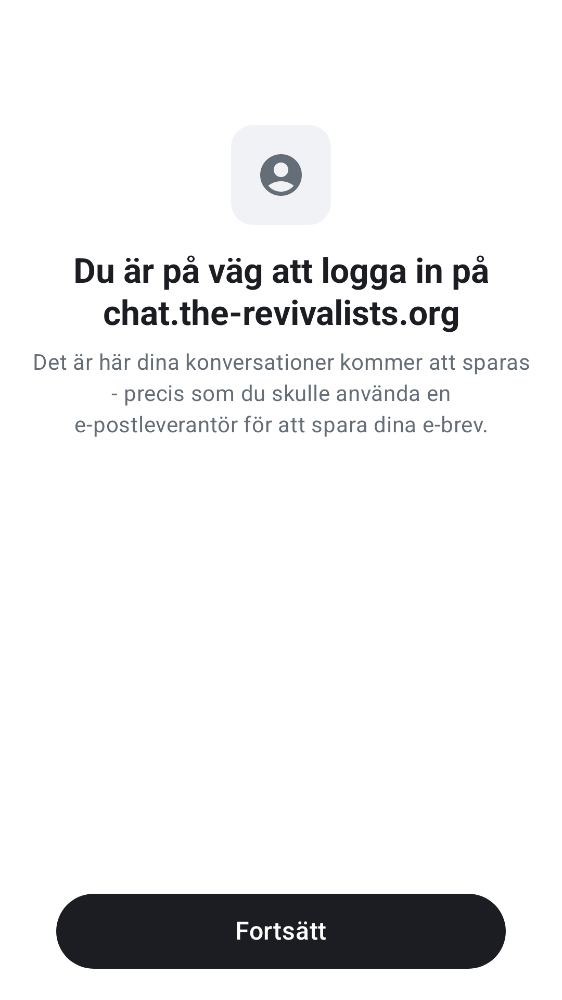 Du är på väg att logga in på
chat.the-revivalists.org
Det är här dina konversationer kommer att sparas
- precis som du skulle använda en
e-postleverantör för att spara dina e-brev.
Fortsätt